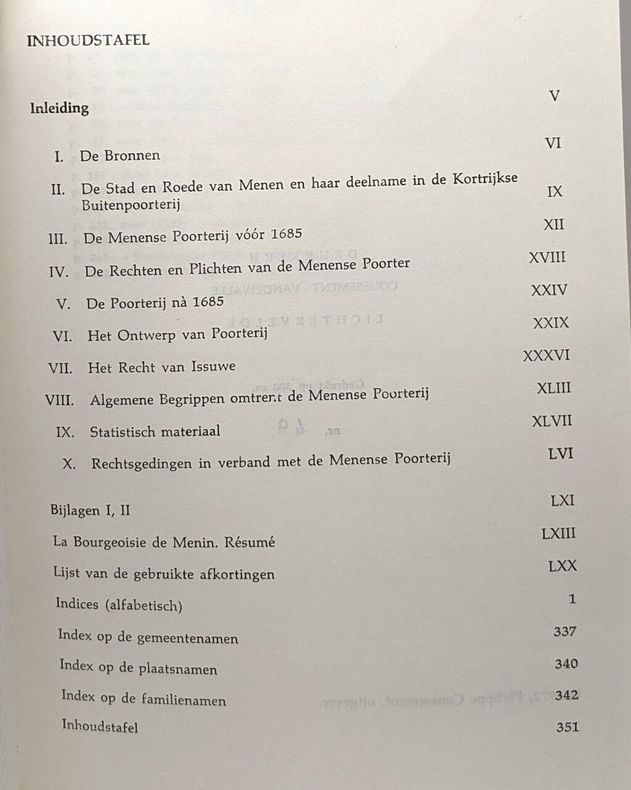 INHOUDSTAFEL
Inleiding V
I. De Bronnen VI
II. De Stad en Roede van Menen en haar deelname in de Kortrijkse
Buitenpoorterij IX
III. De Menense Poorterij vóór 1685 XII
IV. De Rechten en Plichten van de Menense Poorter XVIII
V. De Poorterij nà 1685 XXIV
VI. Het Ontwerp van Poorterij XXIX
VII. Het Recht van Issuwe XXXVI
VIII. Algemene Begrippen omtrent de Menense Poorterij XLIII
IX. Statistisch materiaal XLVII
X. Rechtsgedingen in verband met de Menense Poorterij LVI
Bijlagen I, II LXI
La Bourgeoisie de Menin. Résumé LXIII
Lijst van de gebruikte afkortingen LXX
Indices (alfabetisch) 1
Index op de gemeentenamen 337
Index op de plaatsnamen 340
Index op de familienamen 342
Inhoudstafel 351